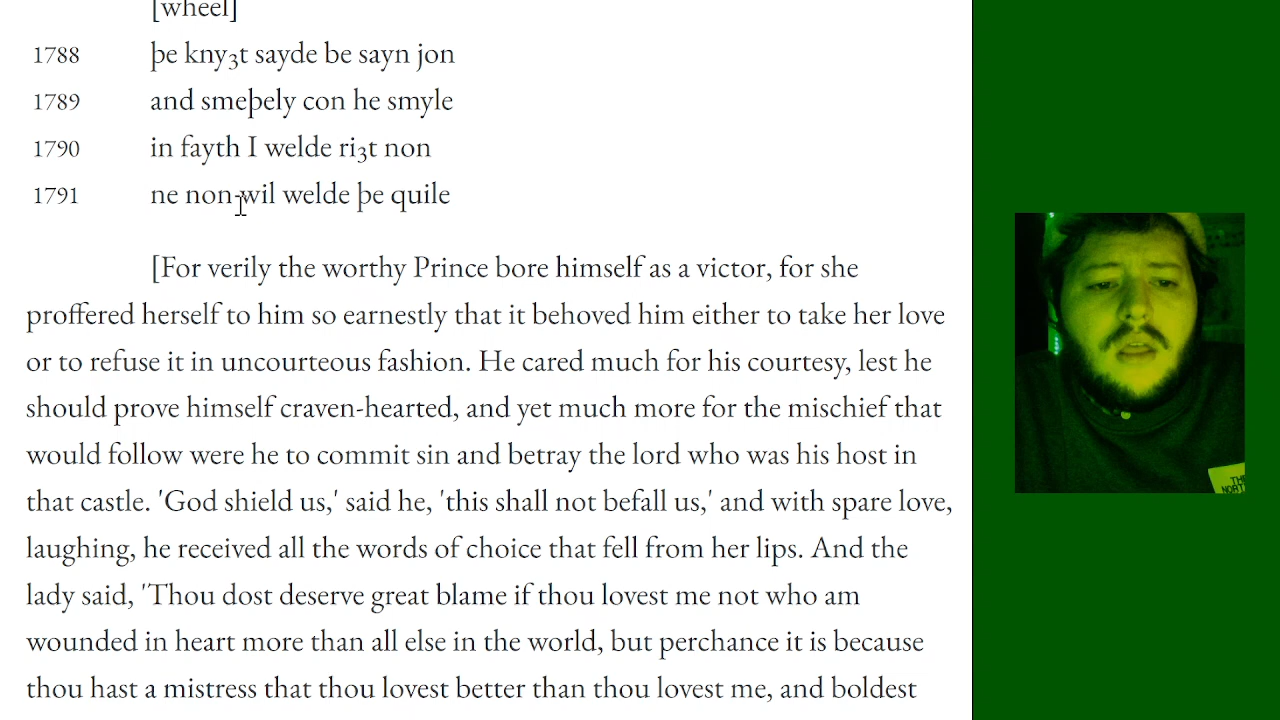 [wheel]
1788 þe knyȝt sayde be sayn jon
1789 and smeþely con he smyle
1790 in fayth I welde riȝt non
1791 ne non wil welde þe quile
[For verily the worthy Prince bore himself as a victor, for she
proffered herself to him so earnestly that it behoved him either to take her love
or to refuse it in uncourteous fashion. He cared much for his courtesy, lest he
should prove himself craven-hearted, and yet much more for the mischief that
would follow were he to commit sin and betray the lord who was his host in
that castle. 'God shield us,' said he, 'this shall not befall us,' and with spare love,
laughing, he received all the words of choice that fell from her lips. And the
lady said, 'Thou dost deserve great blame if thou lovest me not who am
wounded in heart more than all else in the world, but perchance it is because
thou hast a mistress that thou lovest better than thou lovest me, and boldest